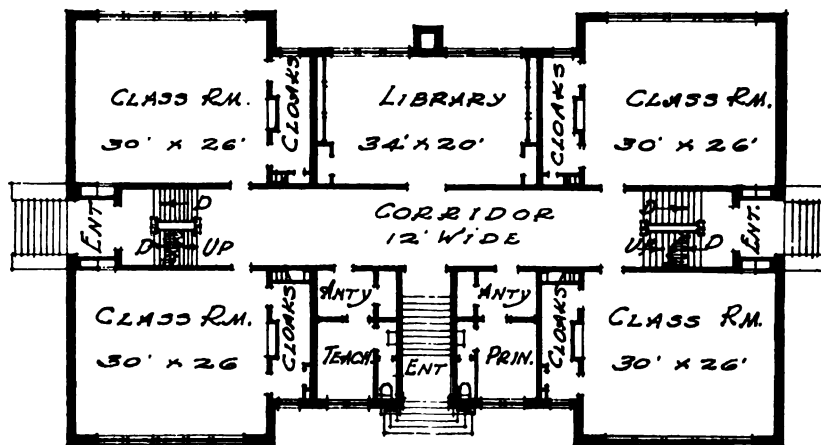 CLASS RM.
30' × 26'
CLOAKS
LIBRARY
34' × 20'
CLOAKS
CLASS RM.
30' × 26'
ENT
D
D
UP
CORRIDOR
12' WIDE
D
UP
D
ENT.
CLASS RM.
30' × 26
CLOAKS
ANTY
TEACH.
ENT
ANTY
PRIN.
CLOAKS
CLASS RM.
30' × 26'